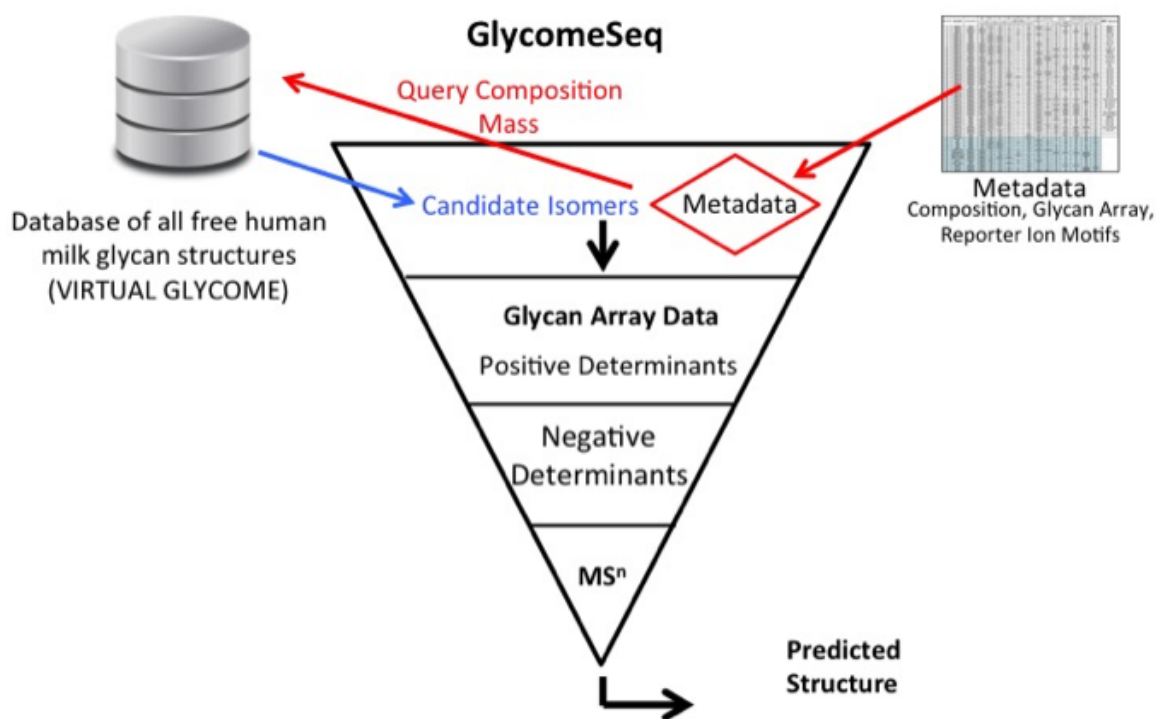 GlycomeSeq
Query Composition
Mass
Candidate Isomers
Metadata
Database of all free human
milk glycan structures
(VIRTUAL GLYCOME)
Metadata
Composition, Glycan Array,
Reporter Ion Motifs
Glycan Array Data
Positive Determinants
Negative
Determinants
MSⁿ
Predicted
Structure